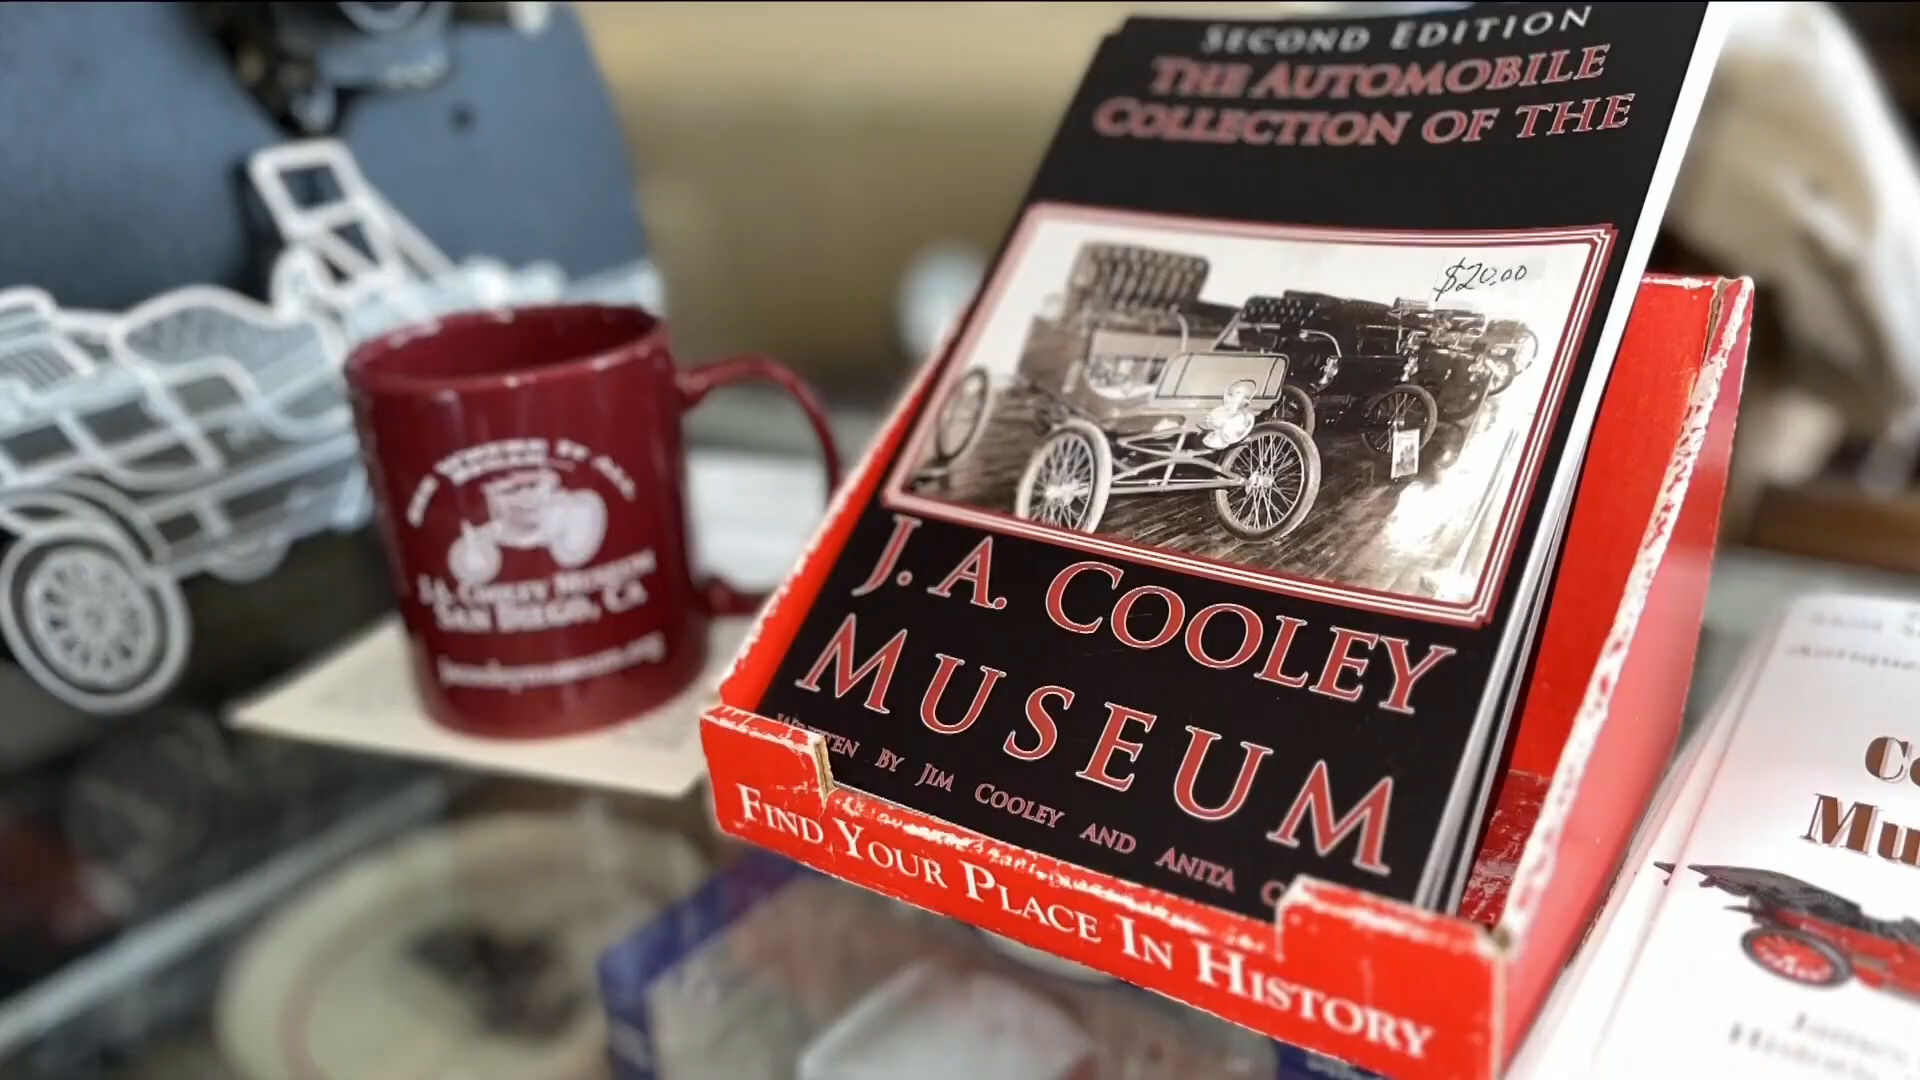 SECOND EDITION
THE AUTOMOBILE
COLLECTION OF THE
$20.00
J. A. COOLEY
MUSEUM
WRITTEN BY JIM COOLEY AND ANITA
FIND YOUR PLACE IN HISTORY
J.A. COOLEY MUSEUM
SAN DIEGO, CA